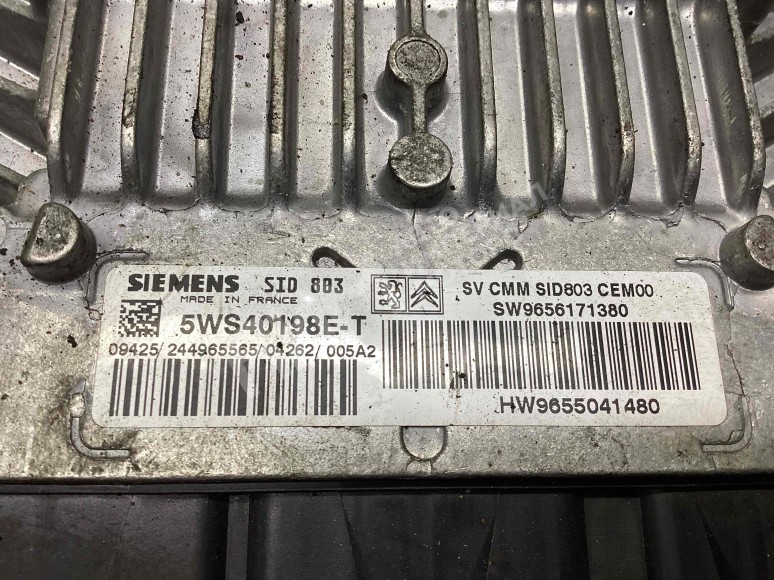 SIEMENS SID 803
MADE IN FRANCE
5WS40198E-T
09425/244965565/04262/005A2
SV CMM SID803 CEM00
SW9656171380
HW9655041480